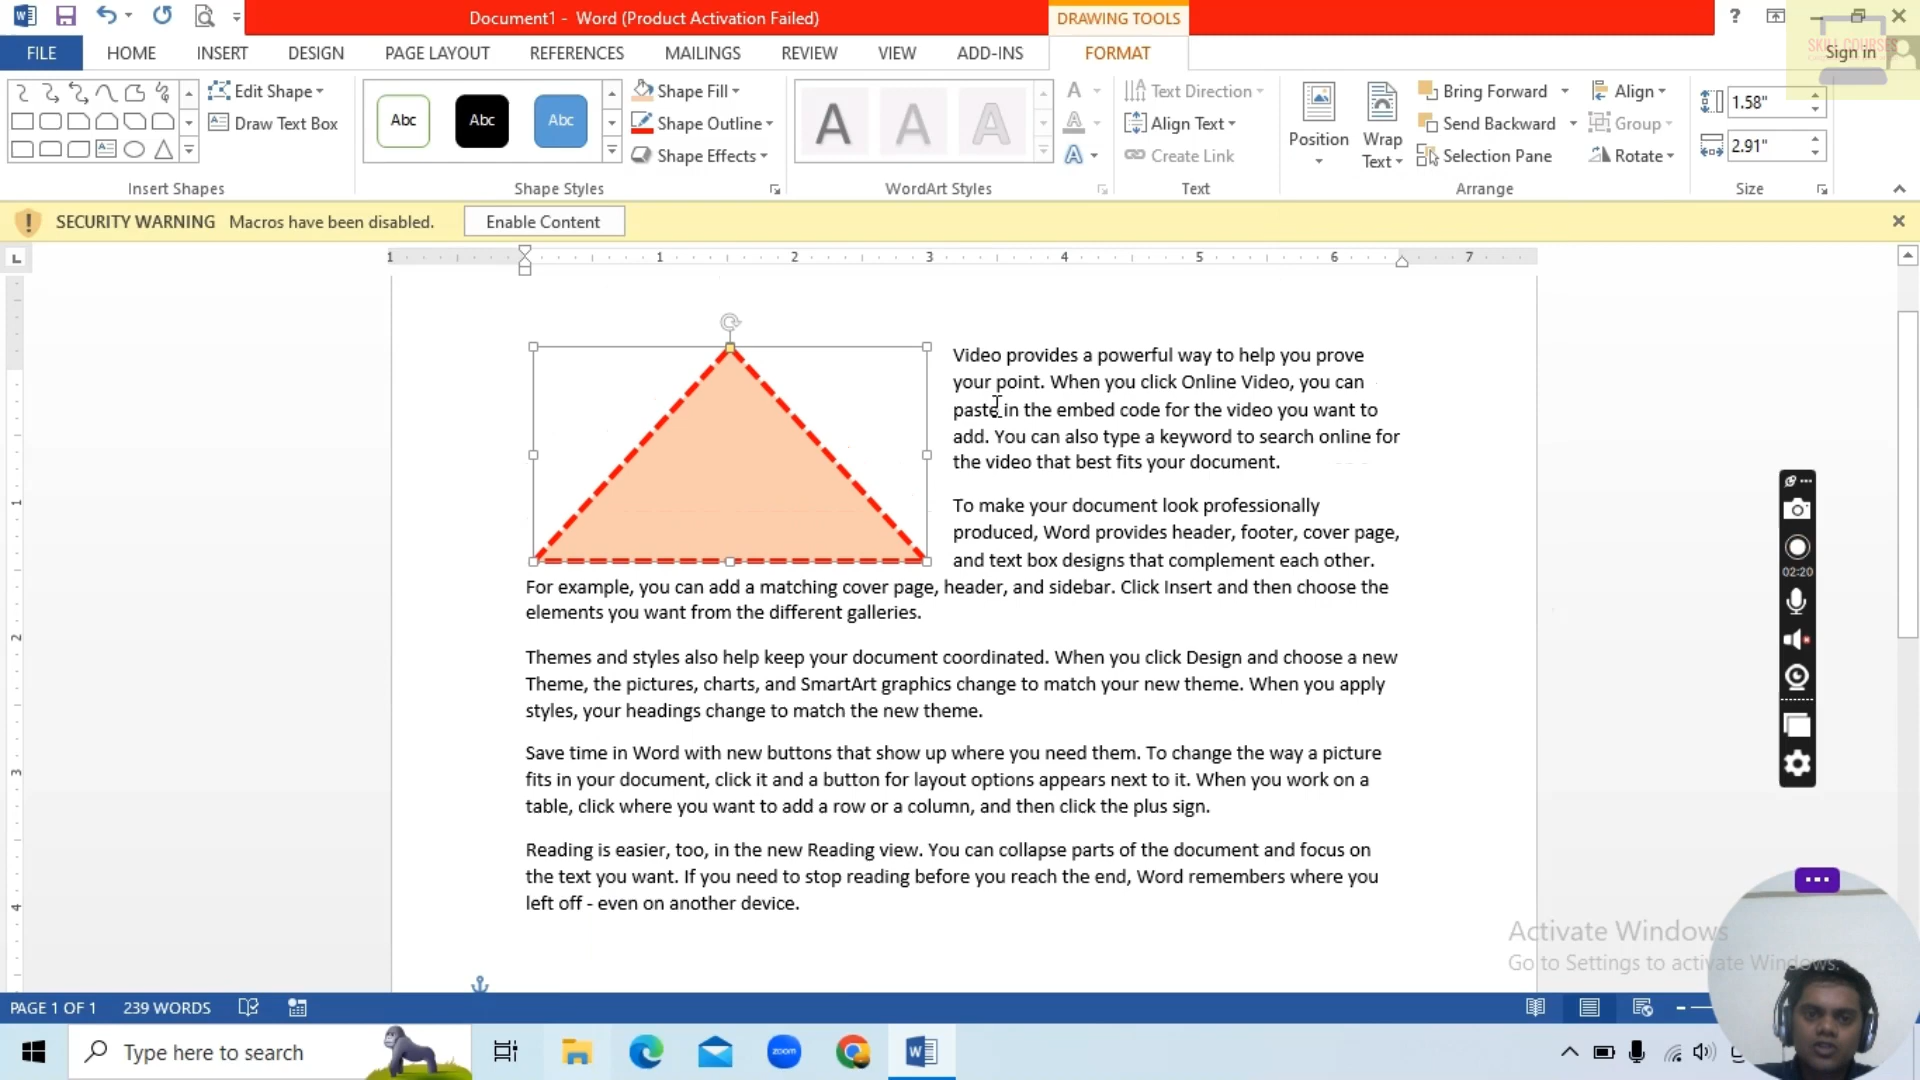 Document1 - Word (Product Activation Failed)
DRAWING TOOLS
?
FILE HOME INSERT DESIGN PAGE LAYOUT REFERENCES MAILINGS REVIEW VIEW ADD-INS FORMAT
Sign in
Edit Shape
Draw Text Box
Insert Shapes
Abc Abc Abc
Shape Fill
Shape Outline
Shape Effects
Shape Styles
A A A
WordArt Styles
Text Direction
Align Text
Create Link
Text
Position
Wrap
Text
Bring Forward
Send Backward
Selection Pane
Align
Group
Rotate
Arrange
1.58"
2.91"
Size
SECURITY WARNING Macros have been disabled. Enable Content
1 1 2 3 4 5 6 7
Video provides a powerful way to help you prove
your point. When you click Online Video, you can
paste in the embed code for the video you want to
add. You can also type a keyword to search online for
the video that best fits your document.
To make your document look professionally
produced, Word provides header, footer, cover page,
and text box designs that complement each other.
For example, you can add a matching cover page, header, and sidebar. Click Insert and then choose the
elements you want from the different galleries.
Themes and styles also help keep your document coordinated. When you click Design and choose a new
Theme, the pictures, charts, and SmartArt graphics change to match your new theme. When you apply
styles, your headings change to match the new theme.
Save time in Word with new buttons that show up where you need them. To change the way a picture
fits in your document, click it and a button for layout options appears next to it. When you work on a
table, click where you want to add a row or a column, and then click the plus sign.
Reading is easier, too, in the new Reading view. You can collapse parts of the document and focus on
the text you want. If you need to stop reading before you reach the end, Word remembers where you
left off - even on another device.
1
2
3
4
02:20
Activate Windows
Go to Settings to activate Windows.
PAGE 1 OF 1 239 WORDS
Type here to search
zoom